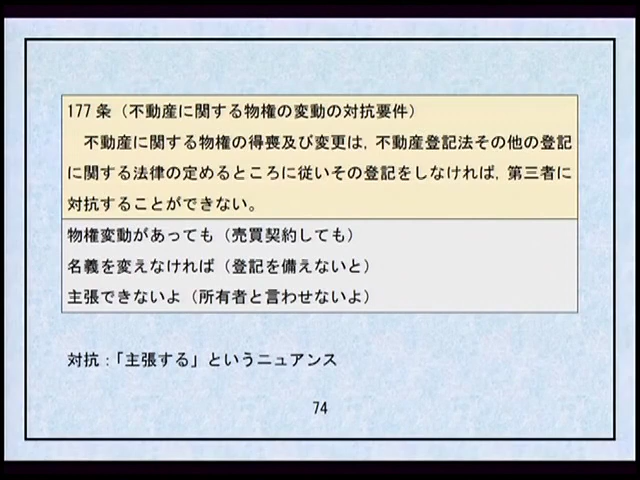 177 条（不動産に関する物権の変動の対抗要件）
不動産に関する物権の得喪及び変更は，不動産登記法その他の登記
に関する法律の定めるところに従いその登記をしなければ，第三者に
対抗することができない。
物権変動があっても（売買契約しても）
名義を変えなければ（登記を備えないと）
主張できないよ（所有者と言わせないよ）
対抗：「主張する」というニュアンス
74